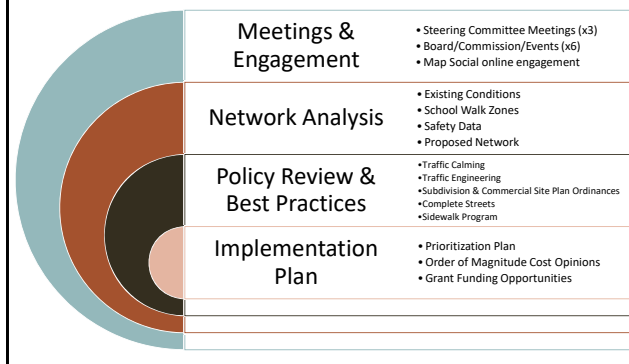 Meetings &
Engagement
• Steering Committee Meetings (x3)
• Board/Commission/Events (x6)
• Map Social online engagement
Network Analysis
• Existing Conditions
• School Walk Zones
• Safety Data
• Proposed Network
Policy Review &
Best Practices
•Traffic Calming
•Traffic Engineering
•Subdivision & Commercial Site Plan Ordinances
•Complete Streets
•Sidewalk Program
Implementation
Plan
• Prioritization Plan
• Order of Magnitude Cost Opinions
• Grant Funding Opportunities